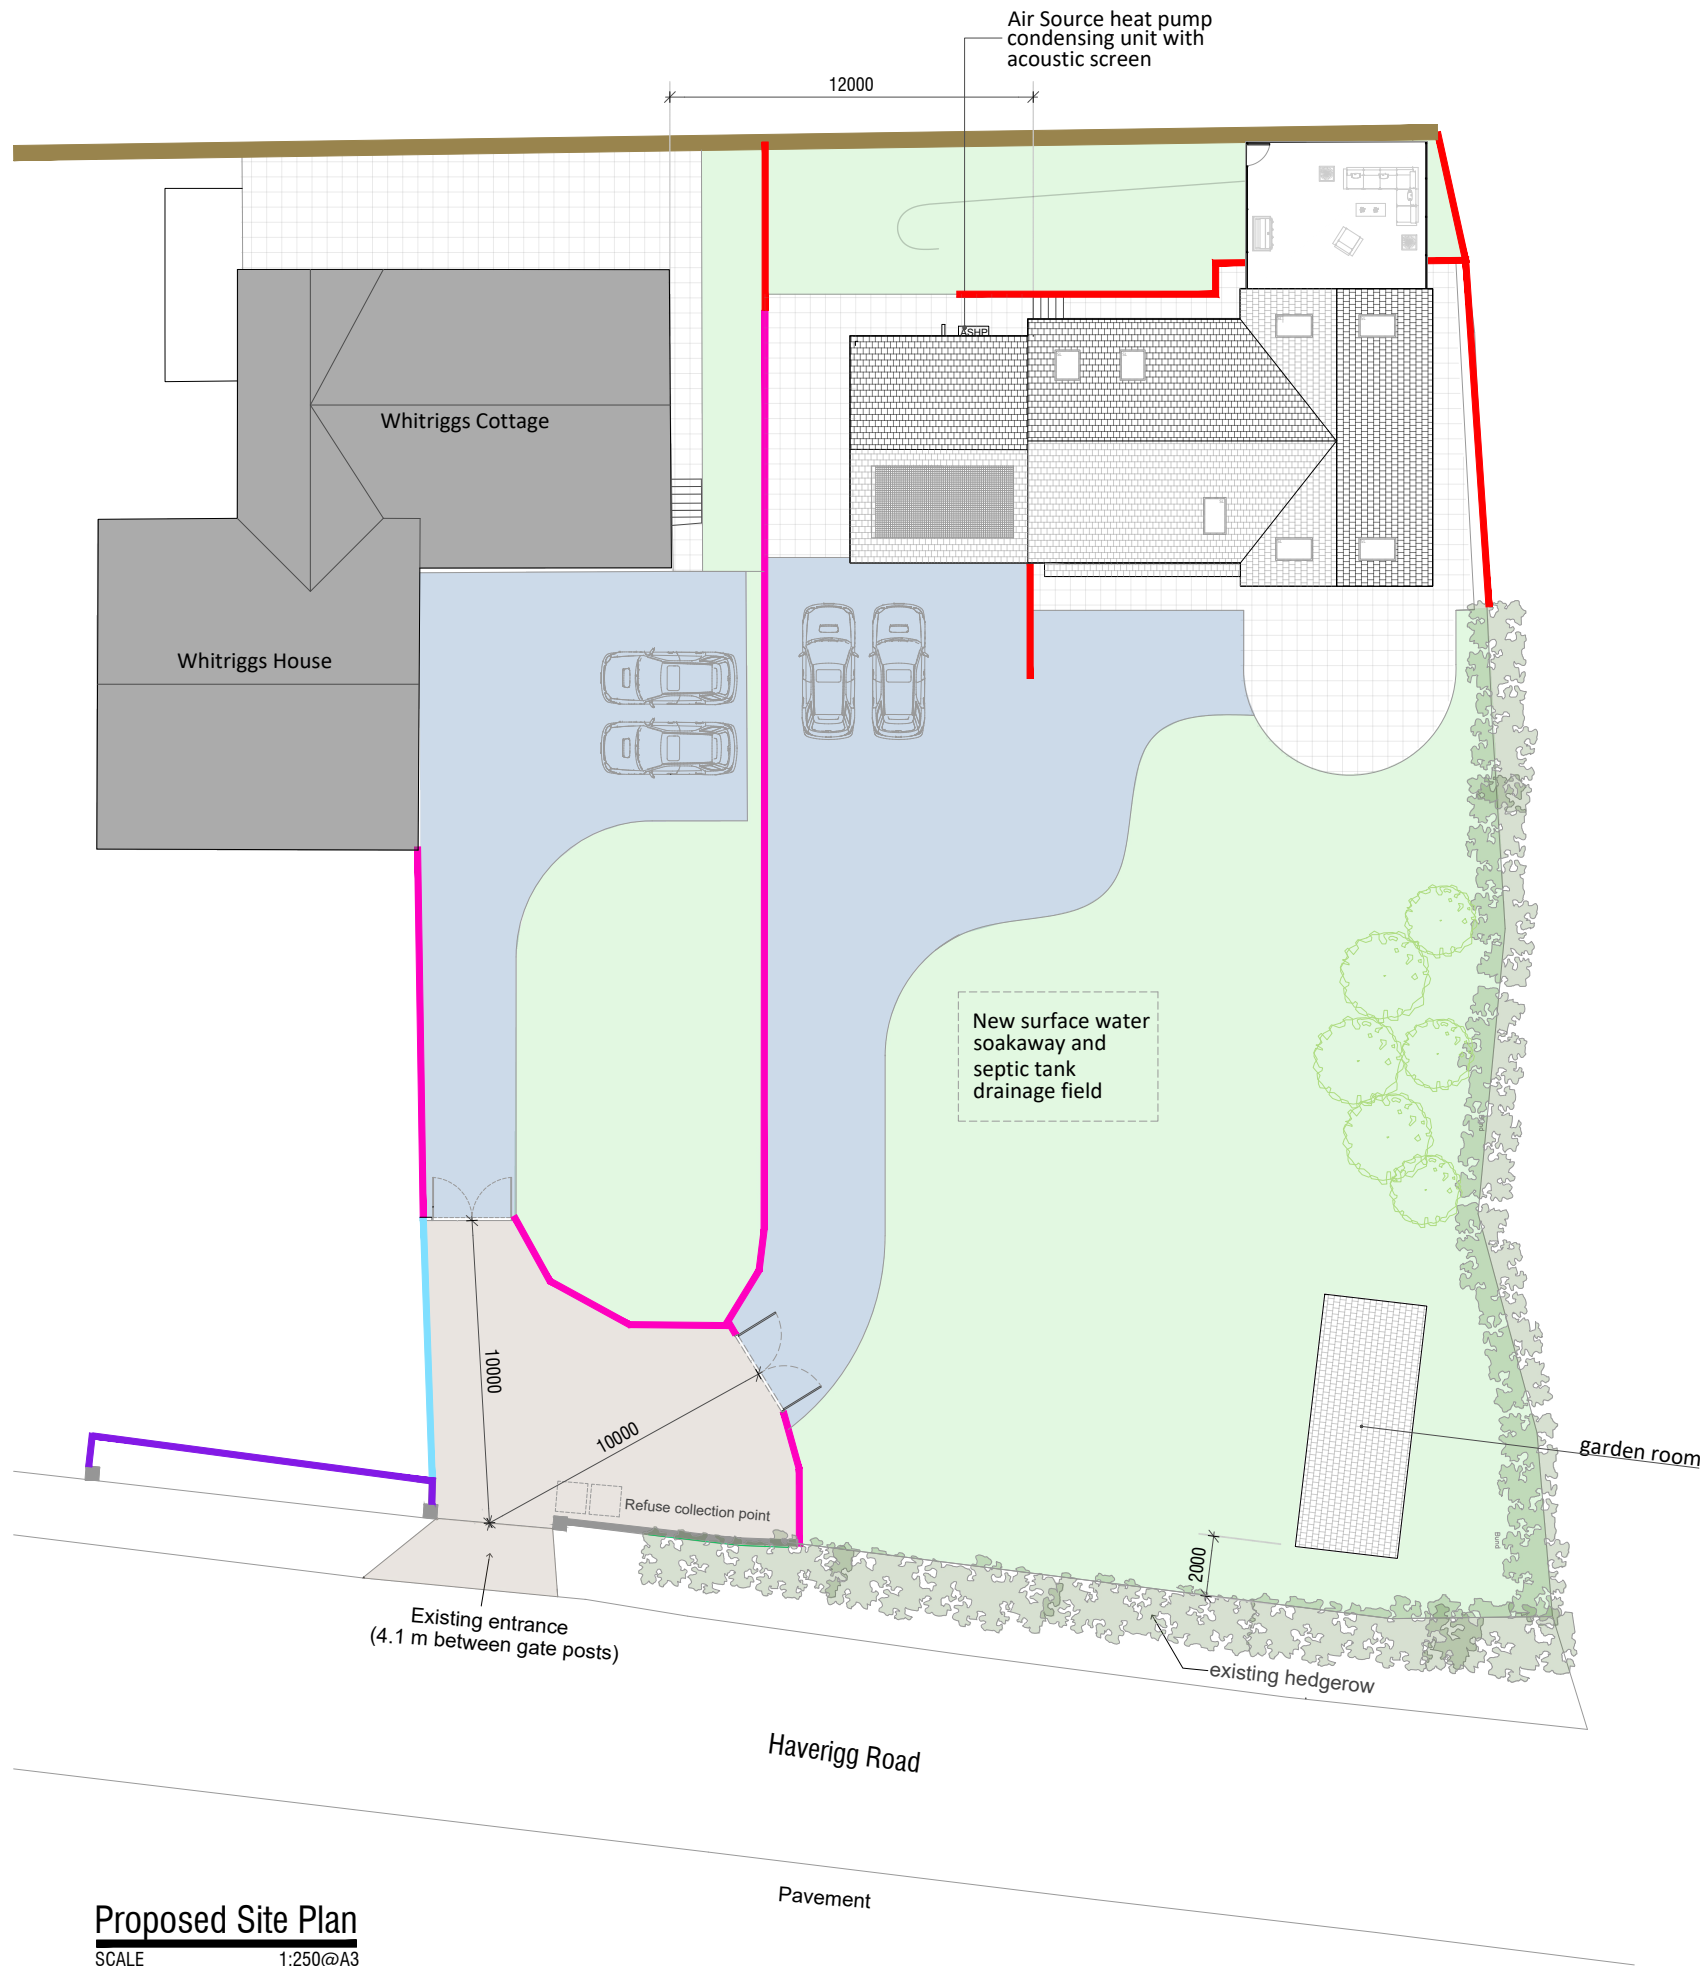 Air Source heat pump
condensing unit with
acoustic screen
12000
ASHP
Whitriggs Cottage
Whitriggs House
New surface water
soakaway and
septic tank
drainage field
10000
10000
garden room
Refuse collection point
2000
Bund
Existing entrance
(4.1 m between gate posts)
existing hedgerow
Haverigg Road
Pavement
Proposed Site Plan
SCALE 1:250@A3